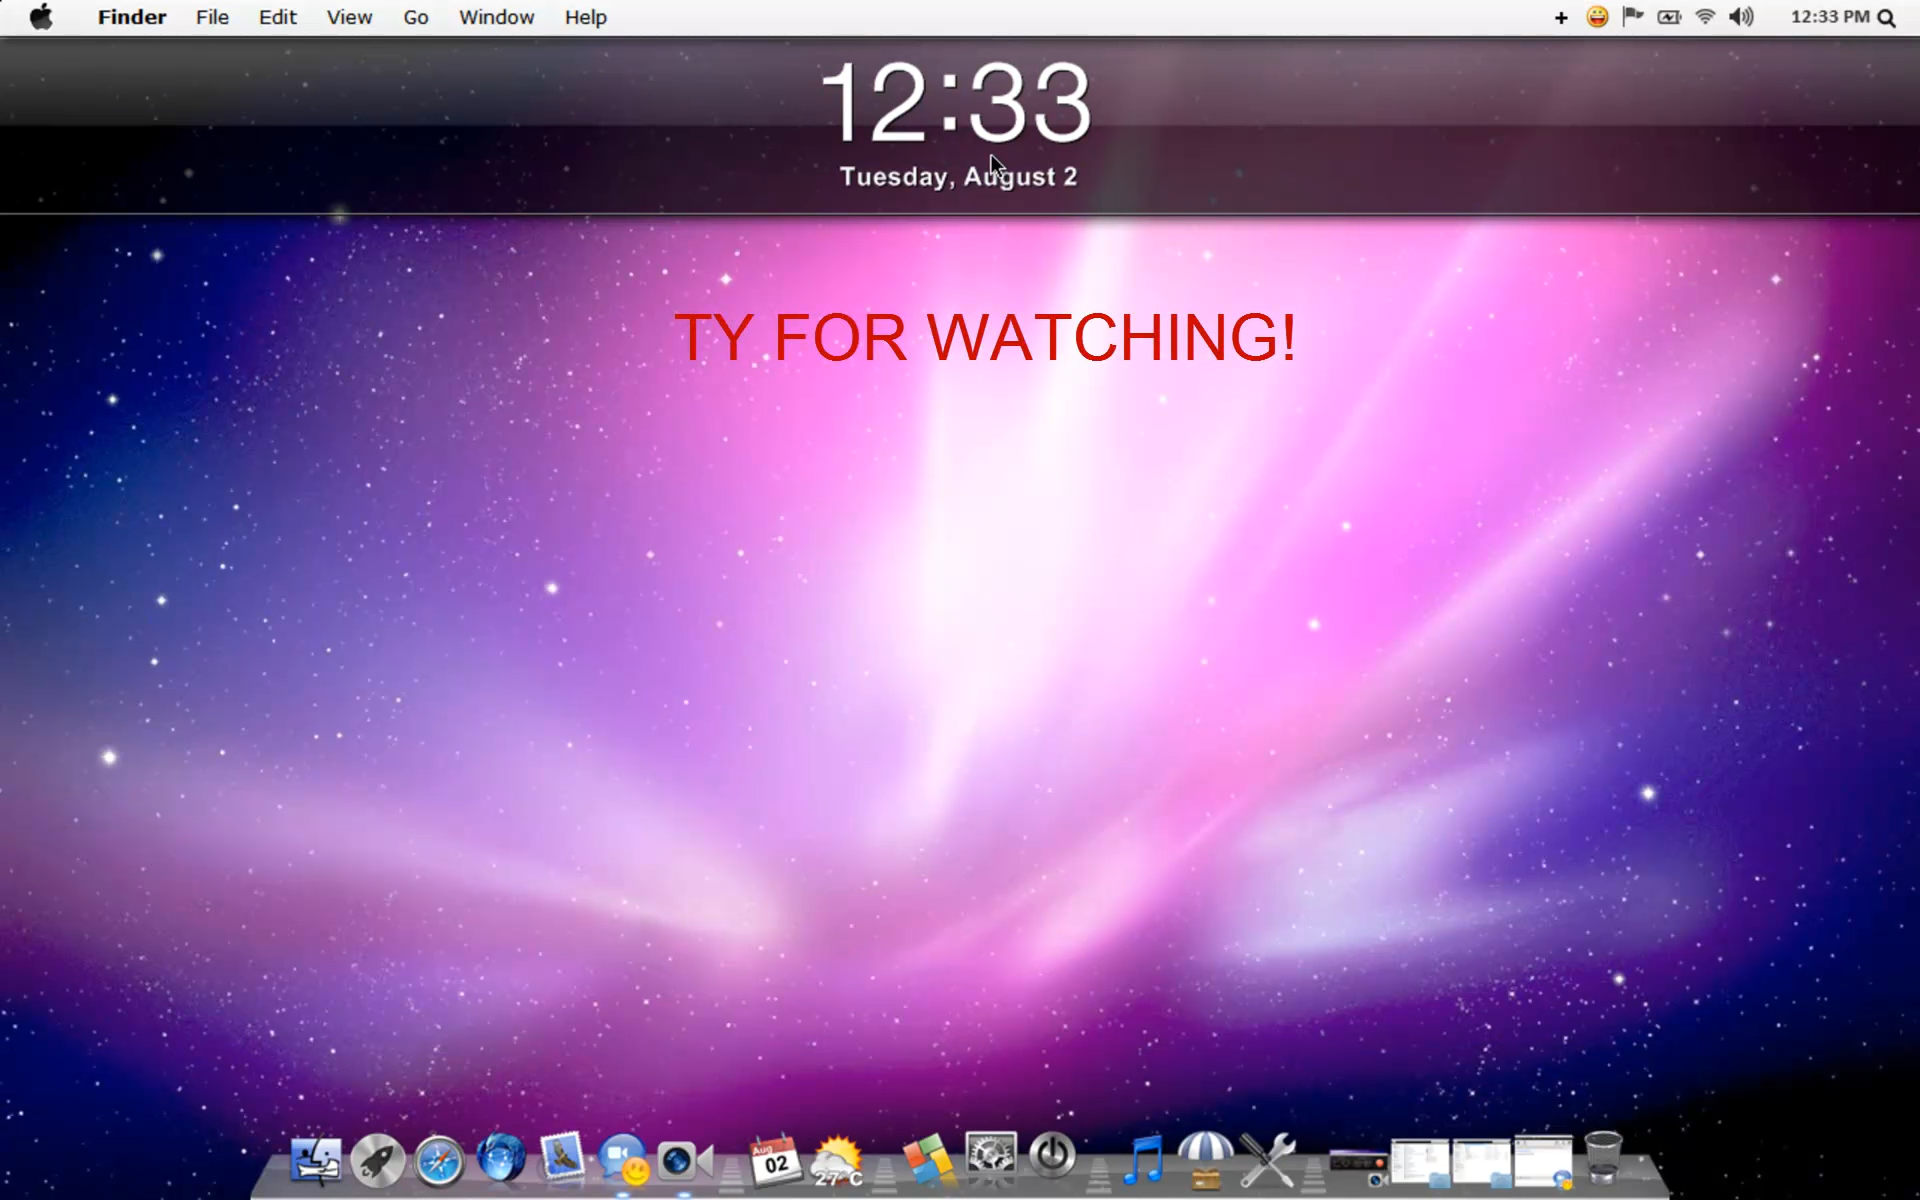 Finder File Edit View Go Window Help 12:33 PM
12:33
Tuesday, August 2
TY FOR WATCHING!
Aug
02
27°C